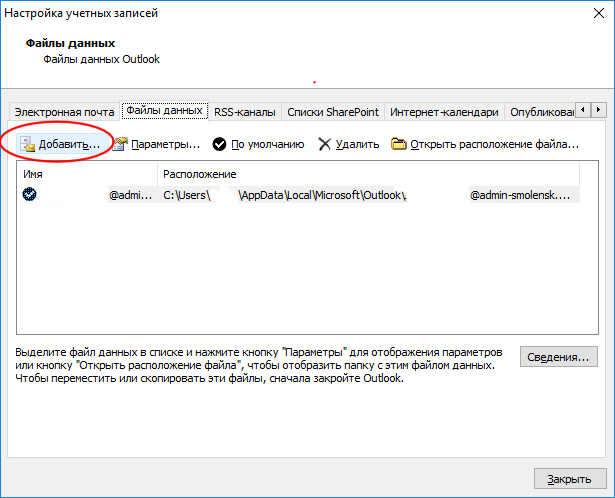 Настройка учетных записей
Файлы данных
Файлы данных Outlook
Электронная почта Файлы данных RSS-каналы Списки SharePoint Интернет-календари Опубликован
Добавить... Параметры... По умолчанию Удалить Открыть расположение файла...
Имя Расположение
@admi... C:\Users\ \AppData\Local\Microsoft\Outlook\ @admin-smolensk....
Выделите файл данных в списке и нажмите кнопку "Параметры" для отображения параметров
или кнопку "Открыть расположение файла", чтобы отобразить папку с этим файлом данных.
Чтобы переместить или скопировать эти файлы, сначала закройте Outlook.
Сведения...
Закрыть